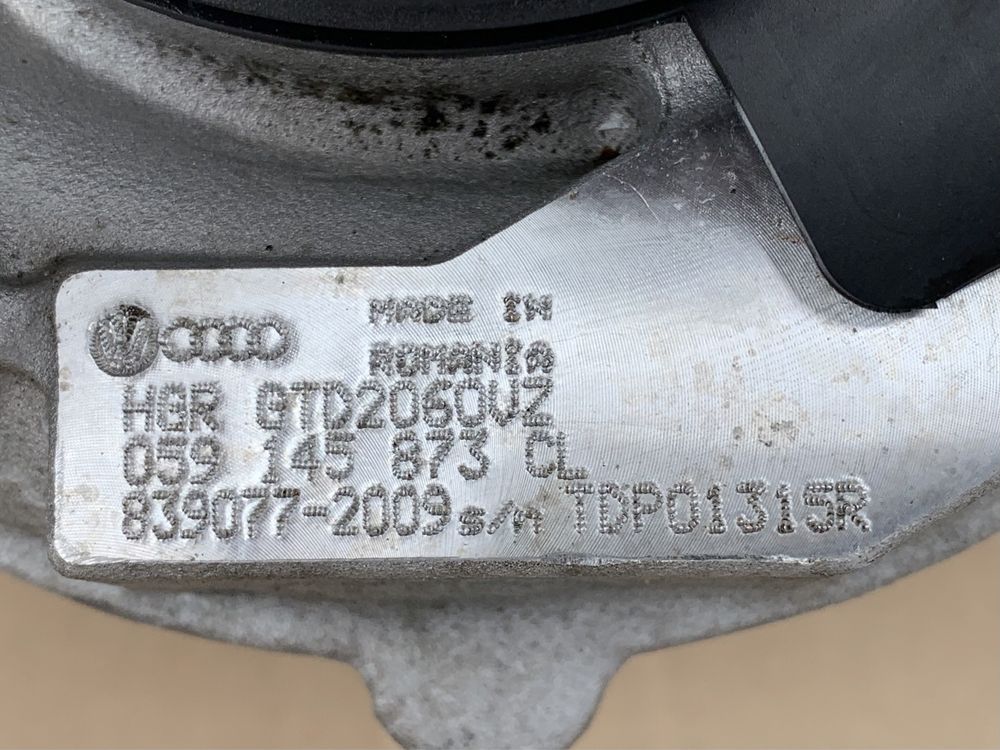 MADE IN
ROMANIA
HGR GTD2060VZ
059 145 873 CL
839077-2009 s/n TDP01315R